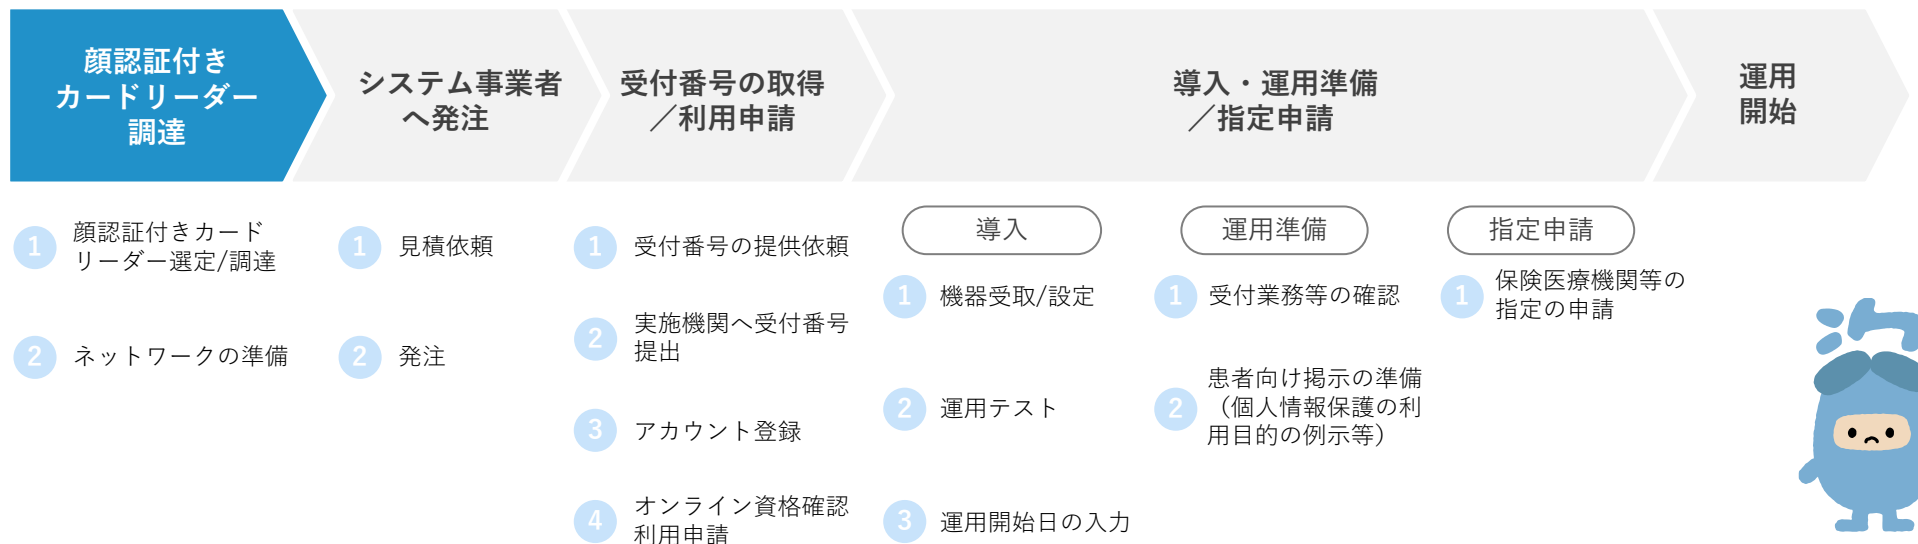 顔認証付き
カードリーダー
調達
システム事業者
へ発注
受付番号の取得
／利用申請
導入・運用準備
／指定申請
運用
開始
1 顔認証付きカード
リーダー選定/調達
2 ネットワークの準備
1 見積依頼
2 発注
1 受付番号の提供依頼
2 実施機関へ受付番号
提出
3 アカウント登録
4 オンライン資格確認
利用申請
導入
1 機器受取/設定
2 運用テスト
3 運用開始日の入力
運用準備
1 受付業務等の確認
2 患者向け掲示の準備
（個人情報保護の利
用目的の例示等）
指定申請
1 保険医療機関等の
指定の申請